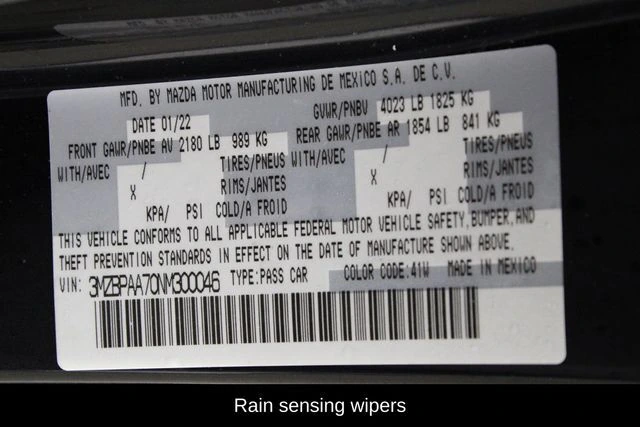 MFD. BY MAZDA MOTOR MANUFACTURING DE MEXICO S.A. DE C.V.
DATE 01/22 GVWR/PNBV 4023 LB 1825 KG
FRONT GAWR/PNBE AV 2180 LB 989 KG REAR GAWR/PNBE AR 1854 LB 841 KG
WITH/AVEC / TIRES/PNEUS WITH/AVEC / TIRES/PNEUS
X RIMS/JANTES X RIMS/JANTES
KPA/ PSI COLD/A FROID KPA/ PSI COLD/A FROID
THIS VEHICLE CONFORMS TO ALL APPLICABLE FEDERAL MOTOR VEHICLE SAFETY, BUMPER, AND
THEFT PREVENTION STANDARDS IN EFFECT ON THE DATE OF MANUFACTURE SHOWN ABOVE.
VIN: 3MZBPAA70NM300046 TYPE: PASS CAR COLOR CODE: 41W MADE IN MEXICO
Rain sensing wipers